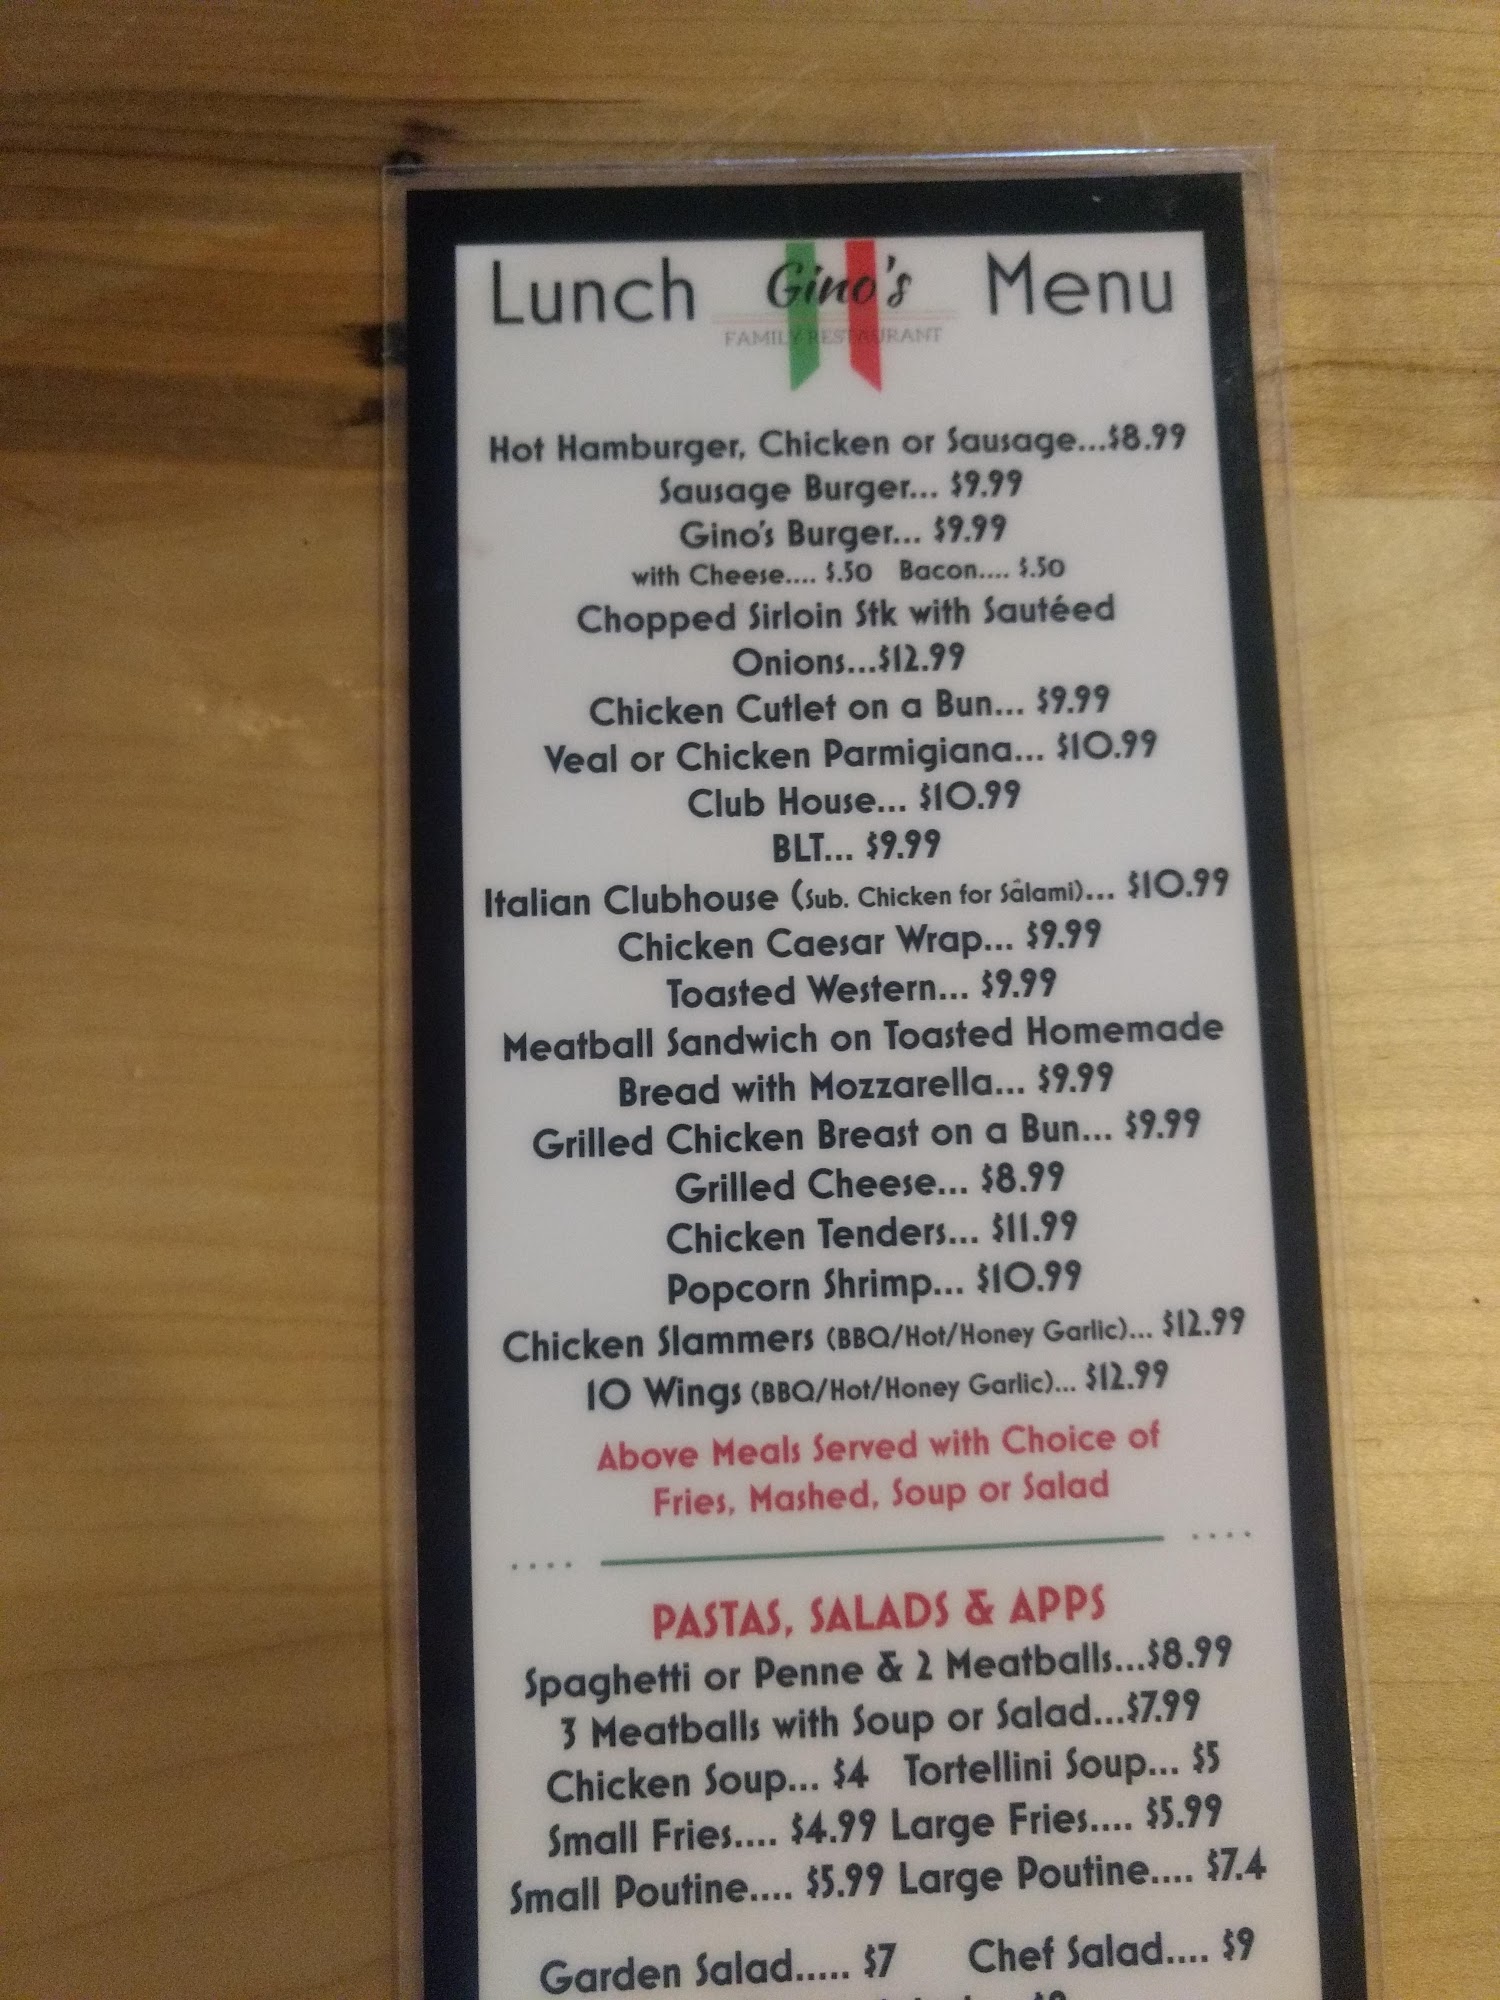 Lunch Gino's Menu
FAMILY RESTAURANT
Hot Hamburger, Chicken or Sausage...$8.99
Sausage Burger... $9.99
Gino's Burger... $9.99
with Cheese.... $.50 Bacon.... $.50
Chopped Sirloin Stk with Sautéed
Onions...$12.99
Chicken Cutlet on a Bun... $9.99
Veal or Chicken Parmigiana... $10.99
Club House... $10.99
BLT... $9.99
Italian Clubhouse (Sub. Chicken for Sâlami)... $10.99
Chicken Caesar Wrap... $9.99
Toasted Western... $9.99
Meatball Sandwich on Toasted Homemade
Bread with Mozzarella... $9.99
Grilled Chicken Breast on a Bun... $9.99
Grilled Cheese... $8.99
Chicken Tenders... $11.99
Popcorn Shrimp... $10.99
Chicken Slammers (BBQ/Hot/Honey Garlic)... $12.99
10 Wings (BBQ/Hot/Honey Garlic)... $12.99
Above Meals Served with Choice of
Fries, Mashed, Soup or Salad
PASTAS, SALADS & APPS
Spaghetti or Penne & 2 Meatballs...$8.99
3 Meatballs with Soup or Salad...$7.99
Chicken Soup... $4 Tortellini Soup... $5
Small Fries.... $4.99 Large Fries.... $5.99
Small Poutine.... $5.99 Large Poutine.... $7.4
Garden Salad..... $7 Chef Salad.... $9